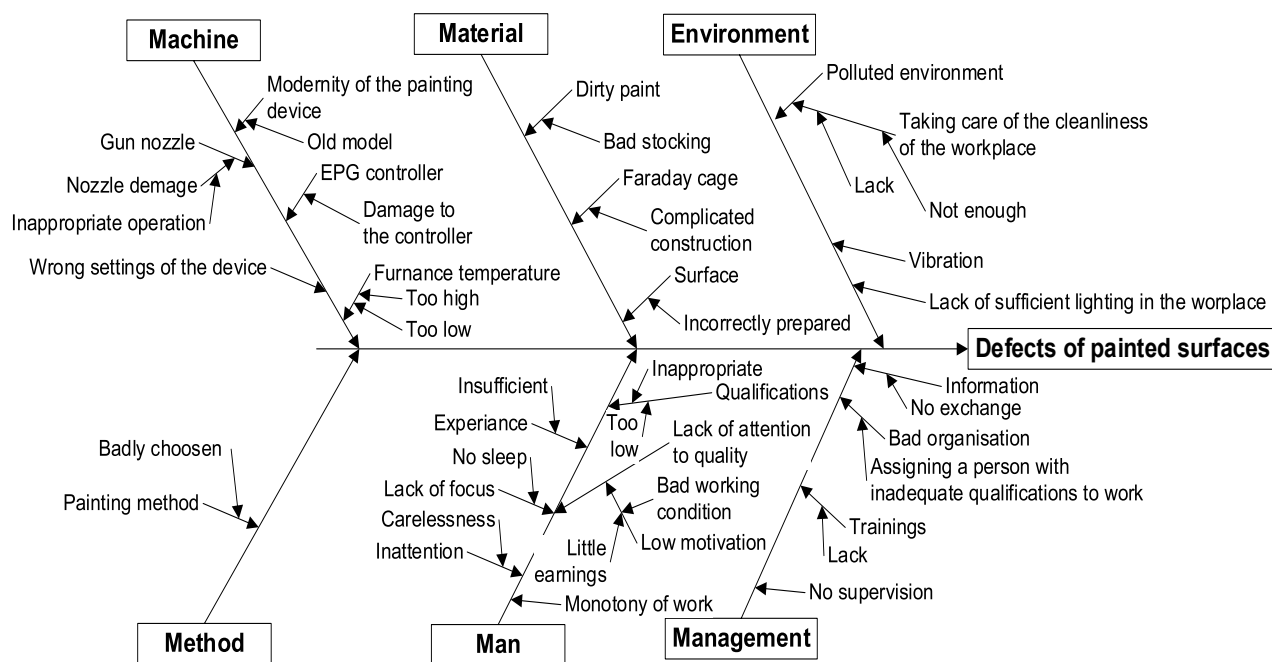 Machine
Material
Environment
Modernity of the painting
device
Old model
Gun nozzle
Nozzle demage
Inappropriate operation
EPG controller
Damage to
the controller
Wrong settings of the device
Furnance temperature
Too high
Too low
Dirty paint
Bad stocking
Faraday cage
Complicated
construction
Surface
Incorrectly prepared
Polluted environment
Taking care of the cleanliness
of the workplace
Lack
Not enough
Vibration
Lack of sufficient lighting in the worplace
Defects of painted surfaces
Badly choosen
Painting method
Insufficient
Experiance
No sleep
Lack of focus
Carelessness
Inattention
Inappropriate
Qualifications
Too
low
Lack of attention
to quality
Bad working
condition
Low motivation
Little
earnings
Monotony of work
Information
No exchange
Bad organisation
Assigning a person with
inadequate qualifications to work
Trainings
Lack
No supervision
Method
Man
Management